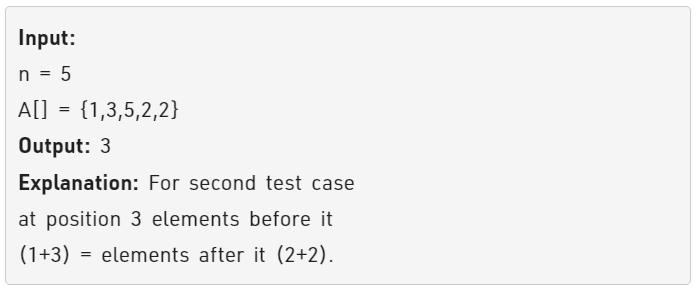 Input:
n = 5
A[] = {1,3,5,2,2}
Output: 3
Explanation: For second test case
at position 3 elements before it
(1+3) = elements after it (2+2).